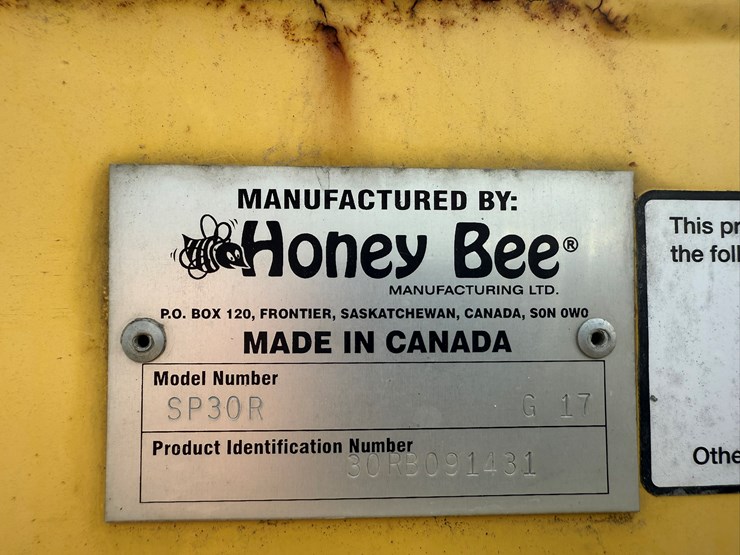 MANUFACTURED BY:
Honey Bee®
MANUFACTURING LTD.
P.O. BOX 120, FRONTIER, SASKATCHEWAN, CANADA, S0N 0W0
MADE IN CANADA
Model Number
SP30R G 17
Product Identification Number
30RB091431
This pr
the foll
Othe